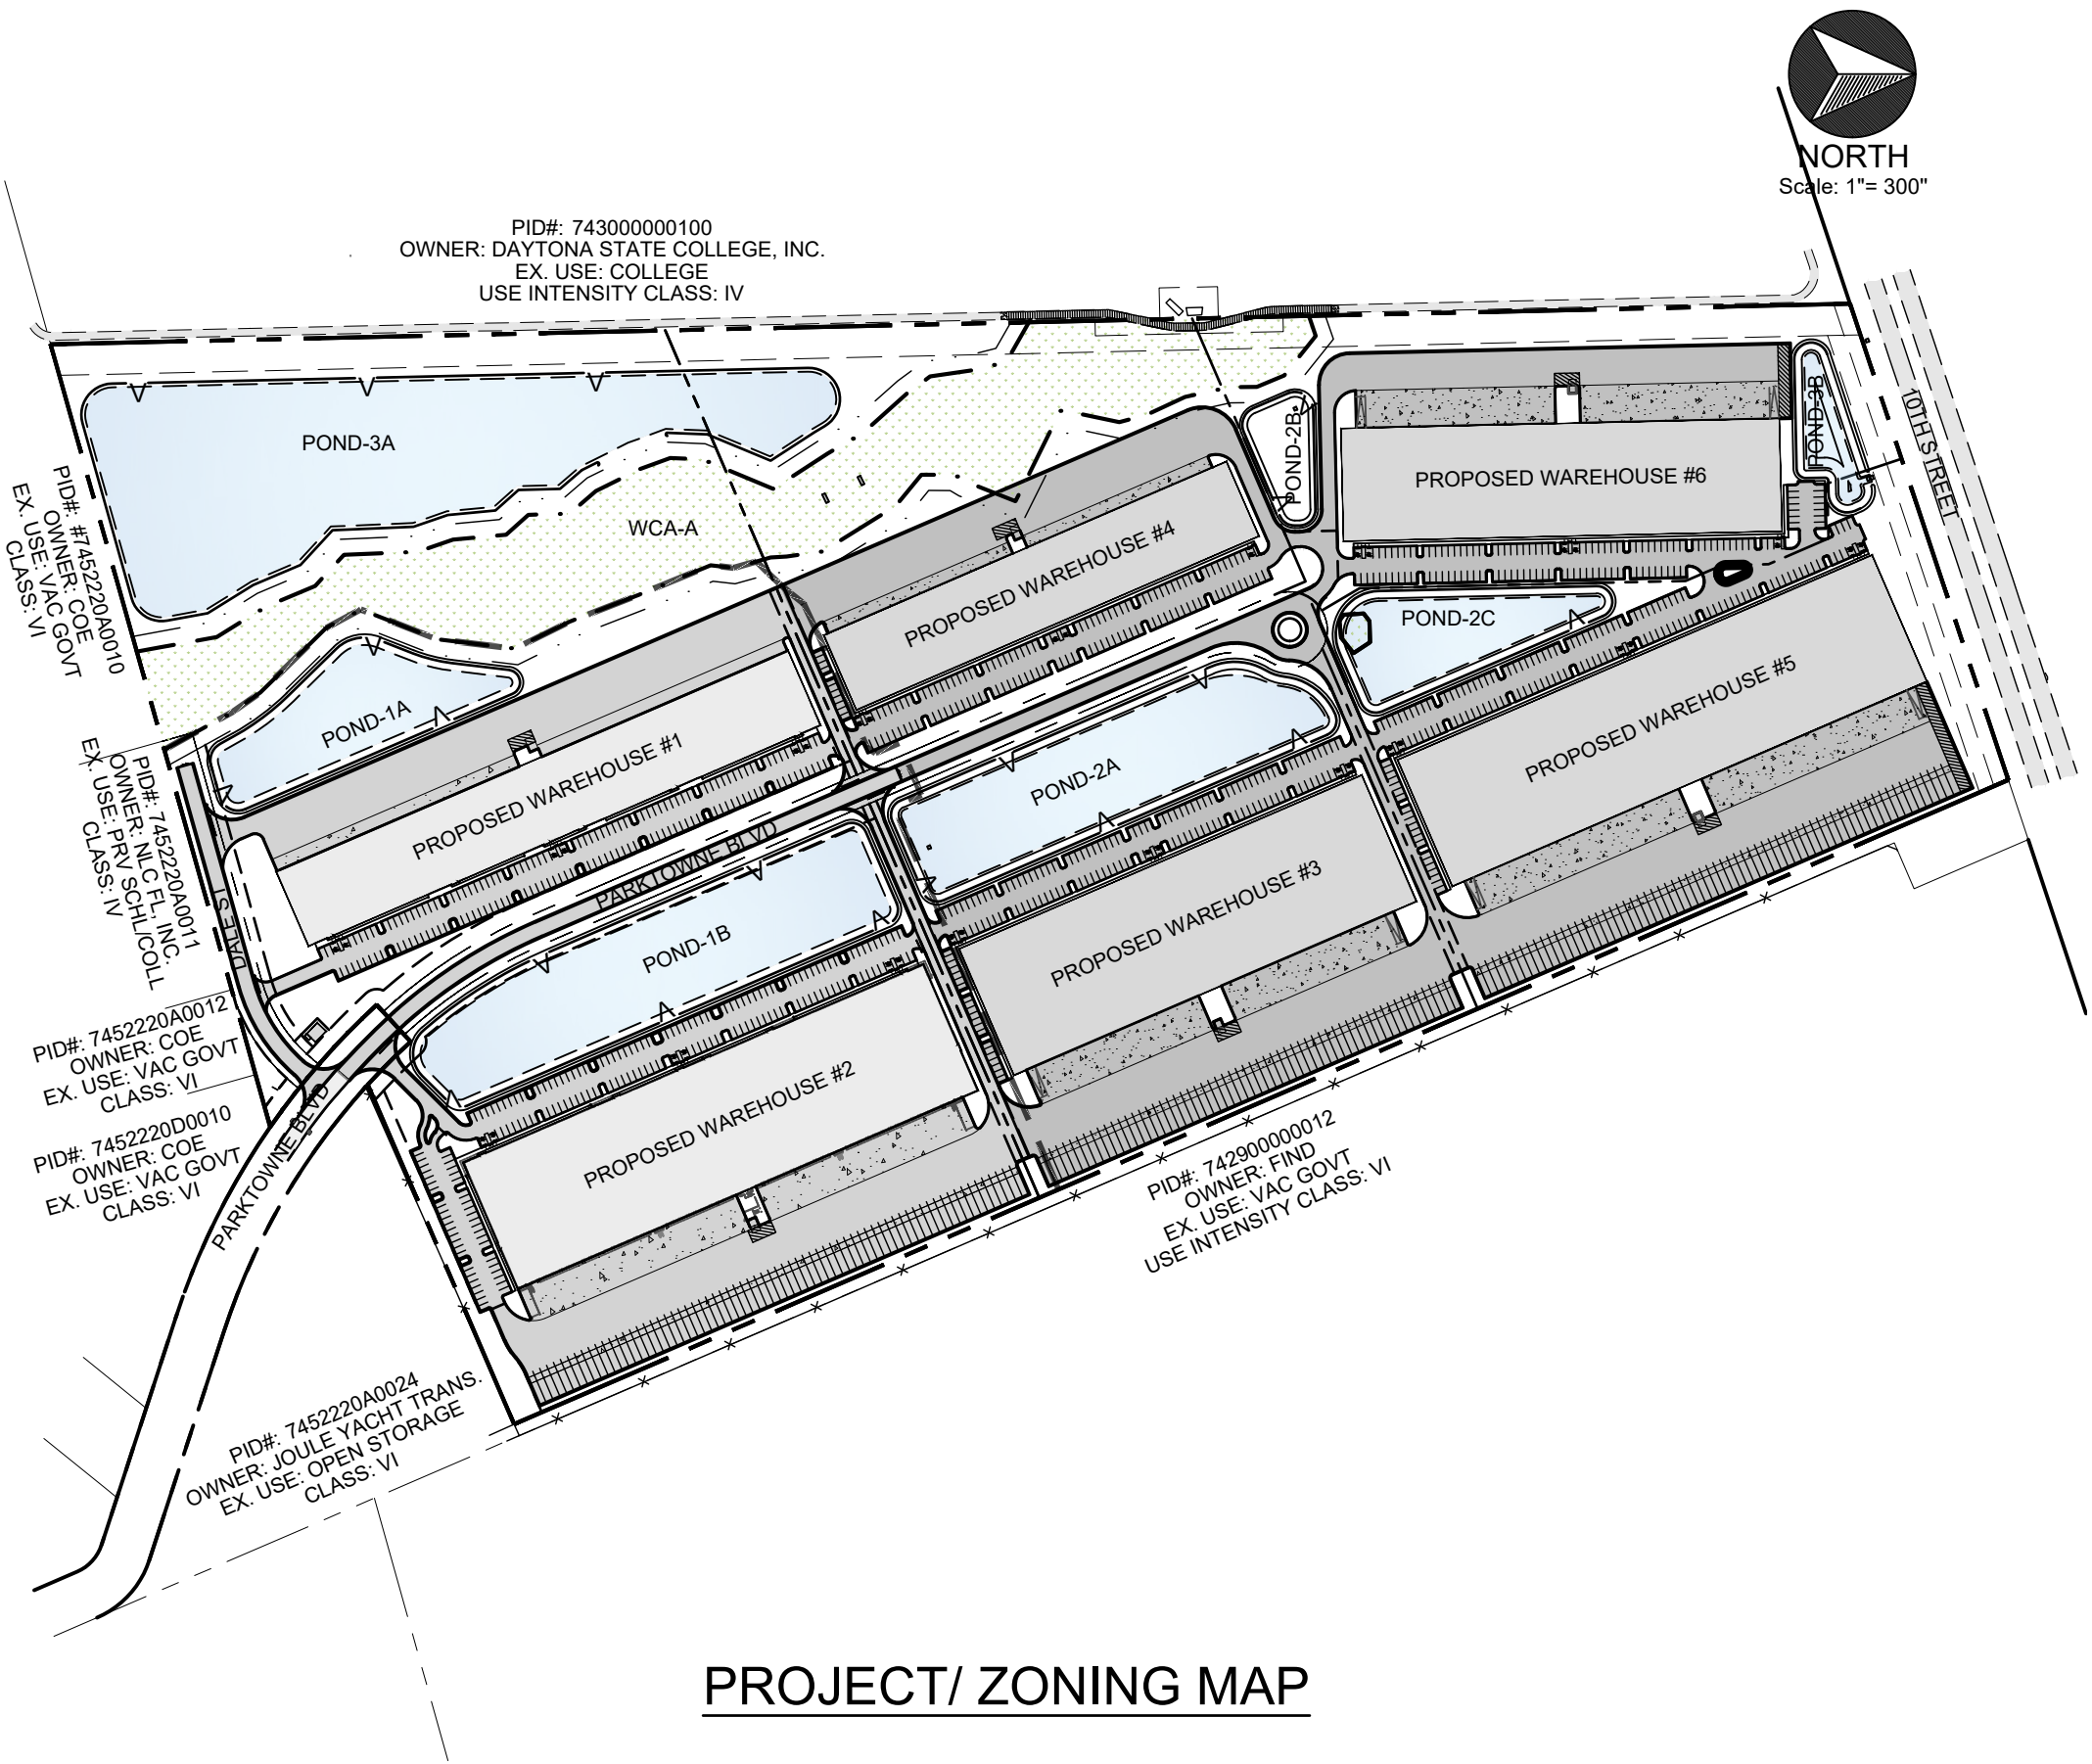 NORTH
Scale: 1"= 300"
PID#: 743000000100
OWNER: DAYTONA STATE COLLEGE, INC.
EX. USE: COLLEGE
USE INTENSITY CLASS: IV
10TH STREET
POND-3B
POND-2B
POND-3A
PROPOSED WAREHOUSE #6
WCA-A
PROPOSED WAREHOUSE #4
POND-2C
PID#: #7452220A0010
OWNER: COE
EX. USE: VAC GOVT
CLASS: VI
POND-1A
PROPOSED WAREHOUSE #5
PROPOSED WAREHOUSE #1
POND-2A
PID#: 7452220A0011
OWNER: NLC FL. INC.
EX. USE: PRV SCHL/COLL
CLASS: IV
PARKTOWNE BLVD
DALE ST
POND-1B
PROPOSED WAREHOUSE #3
PID#: 7452220A0012
OWNER: COE
EX. USE: VAC GOVT
CLASS: VI
PROPOSED WAREHOUSE #2
PID#: 7452220D0010
OWNER: COE
EX. USE: VAC GOVT
CLASS: VI
PARKTOWNE BLVD
PID#: 742900000012
OWNER: FIND
EX. USE: VAC GOVT
USE INTENSITY CLASS: VI
PID#: 7452220A0024
OWNER: JOULE YACHT TRANS.
EX. USE: OPEN STORAGE
CLASS: VI
PROJECT/ ZONING MAP